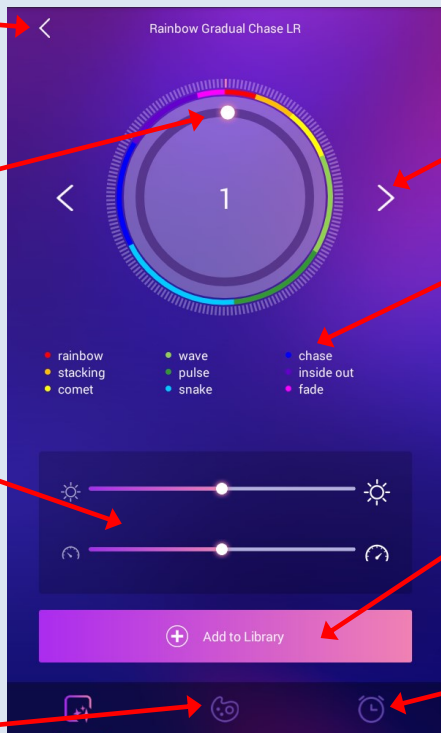 Rainbow Gradual Chase LR
1
rainbow
stacking
comet
wave
pulse
snake
chase
inside out
fade
Add to Library